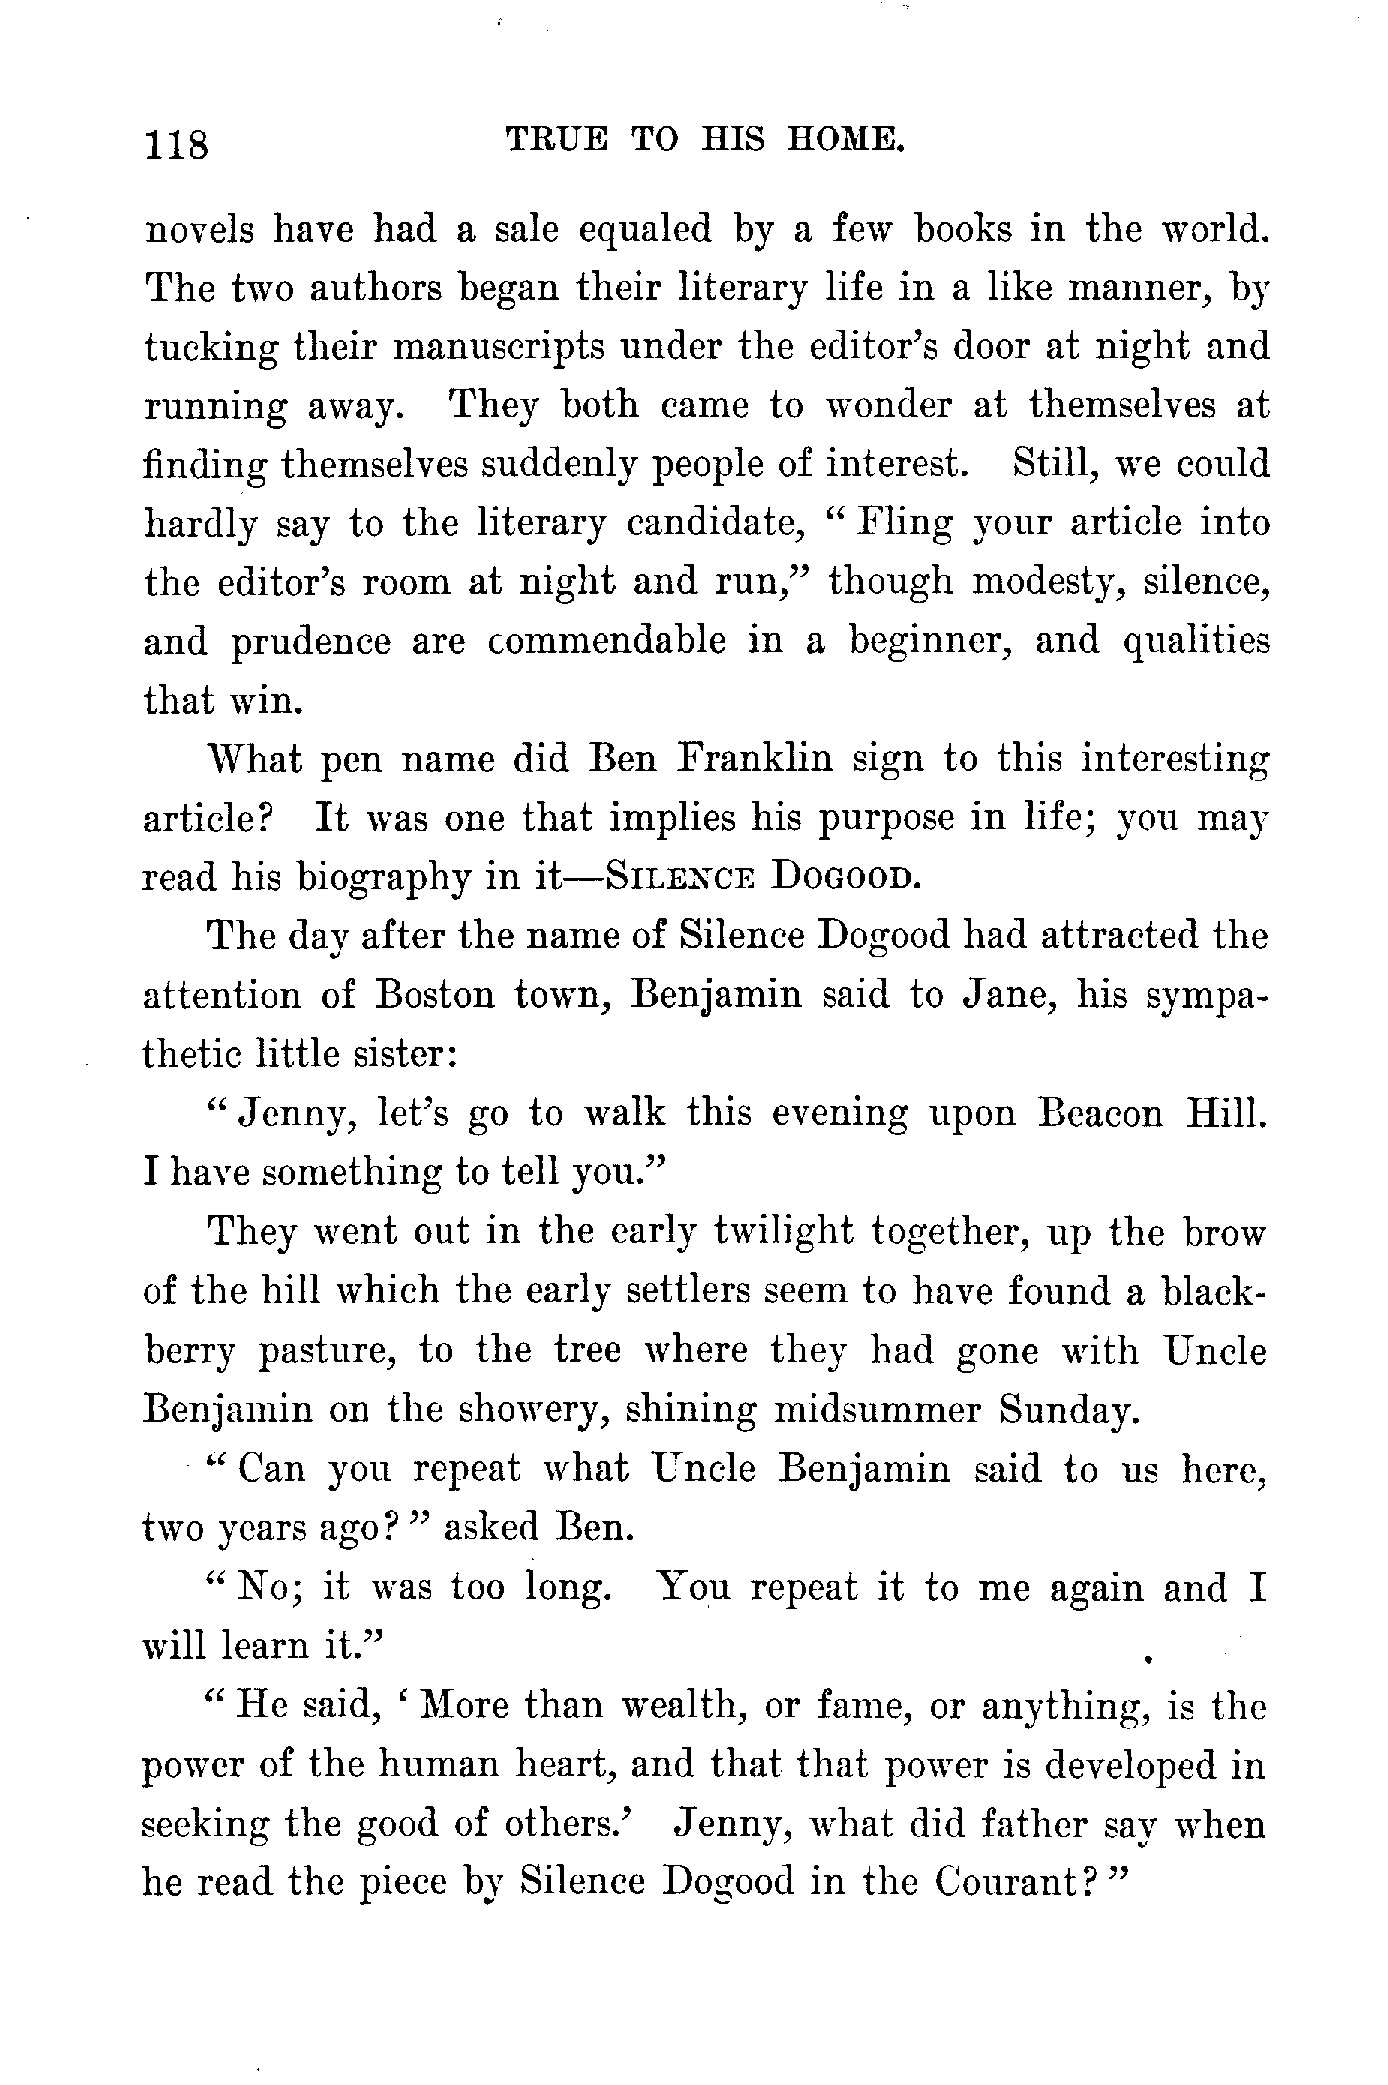 118 TRUE TO HIS HOME.
novels have had a sale equaled by a few books in the world.
The two authors began their literary life in a like manner, by
tucking their manuscripts under the editor's door at night and
running away. They both came to wonder at themselves at
finding themselves suddenly people of interest. Still, we could
hardly say to the literary candidate, “ Fling your article into
the editor's room at night and run,” though modesty, silence,
and prudence are commendable in a beginner, and qualities
that win.
What pen name did Ben Franklin sign to this interesting
article? It was one that implies his purpose in life; you may
read his biography in it—SILENCE DOGOOD.
The day after the name of Silence Dogood had attracted the
attention of Boston town, Benjamin said to Jane, his sympa-
thetic little sister:
“ Jenny, let's go to walk this evening upon Beacon Hill.
I have something to tell you.”
They went out in the early twilight together, up the brow
of the hill which the early settlers seem to have found a black-
berry pasture, to the tree where they had gone with Uncle
Benjamin on the showery, shining midsummer Sunday.
“ Can you repeat what Uncle Benjamin said to us here,
two years ago? ” asked Ben.
“ No; it was too long. You repeat it to me again and I
will learn it.”
“ He said, ‘ More than wealth, or fame, or anything, is the
power of the human heart, and that that power is developed in
seeking the good of others.’ Jenny, what did father say when
he read the piece by Silence Dogood in the Courant? ”